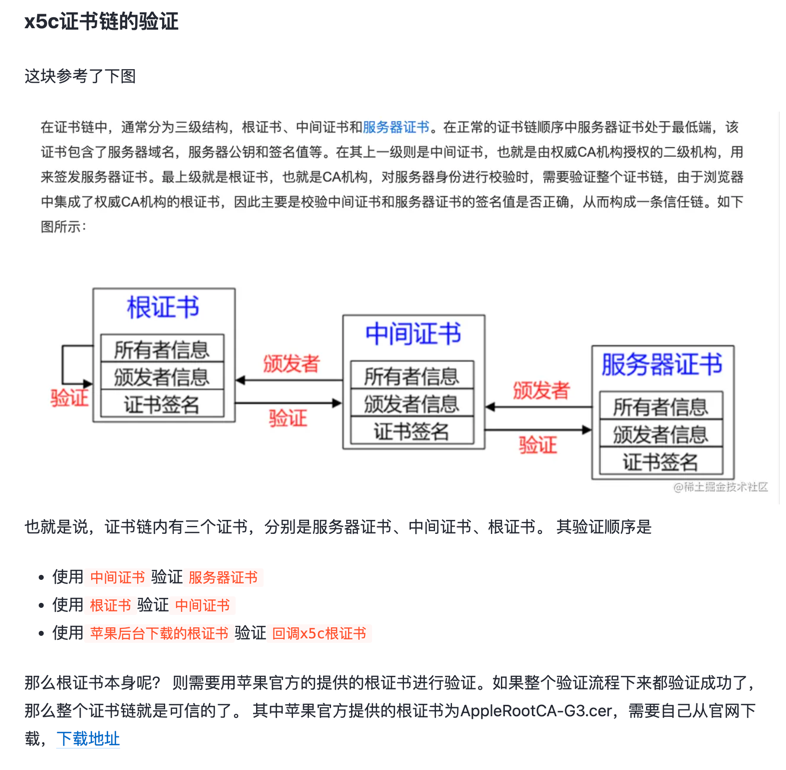 x5c证书链的验证
这块参考了下图
在证书链中，通常分为三级结构，根证书、中间证书和服务器证书。在正常的证书链顺序中服务器证书处于最低端，该
证书包含了服务器域名，服务器公钥和签名值等。在其上一级则是中间证书，也就是由权威CA机构授权的二级机构，用
来签发服务器证书。最上级就是根证书，也就是CA机构，对服务器身份进行校验时，需要验证整个证书链，由于浏览器
中集成了权威CA机构的根证书，因此主要是校验中间证书和服务器证书的签名值是否正确，从而构成一条信任链。如下
图所示：
根证书
所有者信息
颁发者信息
证书签名
验证
颁发者
验证
中间证书
所有者信息
颁发者信息
证书签名
颁发者
验证
服务器证书
所有者信息
颁发者信息
证书签名
@稀土掘金技术社区
也就是说，证书链内有三个证书，分别是服务器证书、中间证书、根证书。 其验证顺序是
• 使用 中间证书 验证 服务器证书
• 使用 根证书 验证 中间证书
• 使用 苹果后台下载的根证书 验证 回调x5c根证书
那么根证书本身呢？ 则需要用苹果官方的提供的根证书进行验证。如果整个验证流程下来都验证成功了，
那么整个证书链就是可信的了。 其中苹果官方提供的根证书为AppleRootCA-G3.cer，需要自己从官网下
载，下载地址